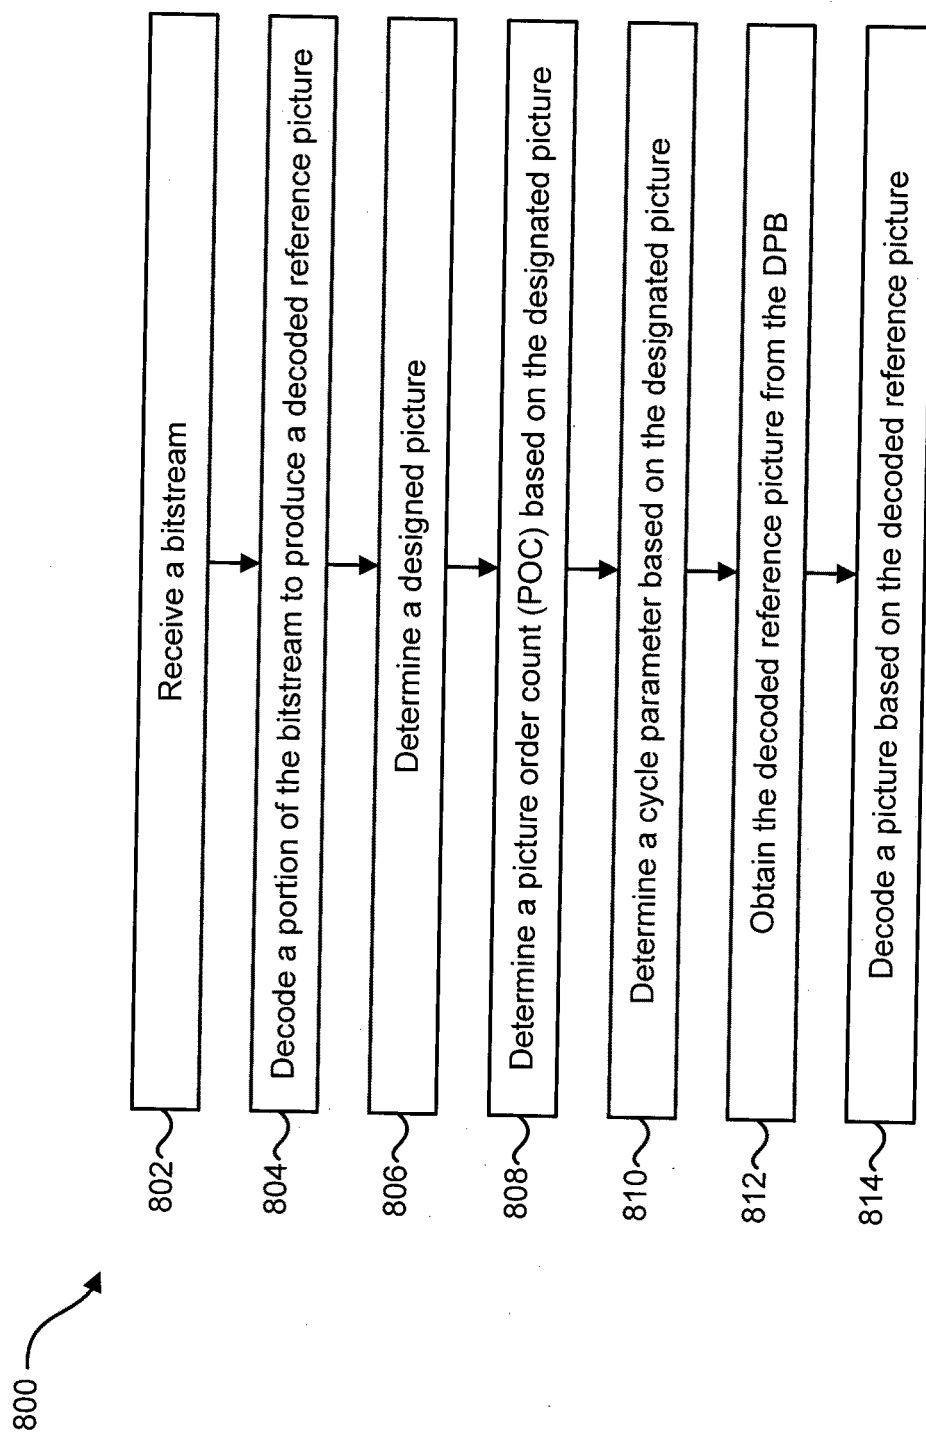 800
802
Receive a bitstream
804
Decode a portion of the bitstream to produce a decoded reference picture
806
Determine a designed picture
808
Determine a picture order count (POC) based on the designated picture
810
Determine a cycle parameter based on the designated picture
812
Obtain the decoded reference picture from the DPB
814
Decode a picture based on the decoded reference picture